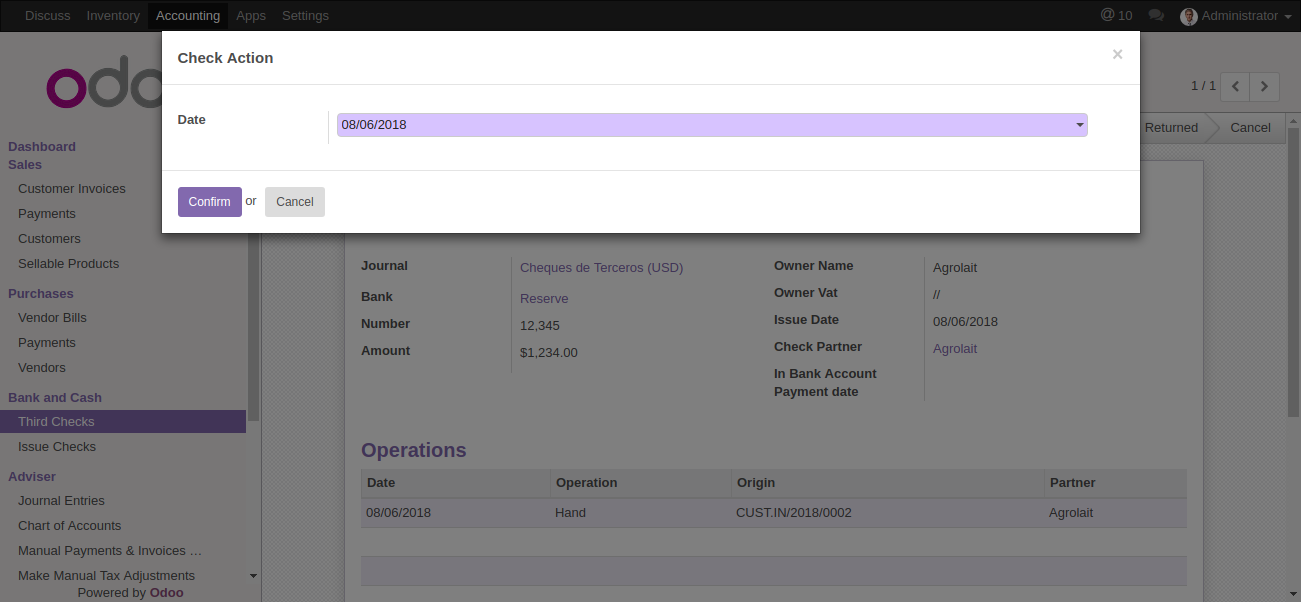 Discuss Inventory Accounting Apps Settings @ 10 Administrator
Check Action ×
odo
1 / 1
Date 08/06/2018
Returned Cancel
Confirm or Cancel
Dashboard
Sales
Customer Invoices
Payments
Customers
Sellable Products
Purchases
Vendor Bills
Payments
Vendors
Bank and Cash
Third Checks
Issue Checks
Adviser
Journal Entries
Chart of Accounts
Manual Payments & Invoices …
Make Manual Tax Adjustments
Powered by Odoo
Journal Cheques de Terceros (USD)
Bank Reserve
Number 12,345
Amount $1,234.00
Owner Name Agrolait
Owner Vat //
Issue Date 08/06/2018
Check Partner Agrolait
In Bank Account
Payment date
Operations
Date Operation Origin Partner
08/06/2018 Hand CUST.IN/2018/0002 Agrolait